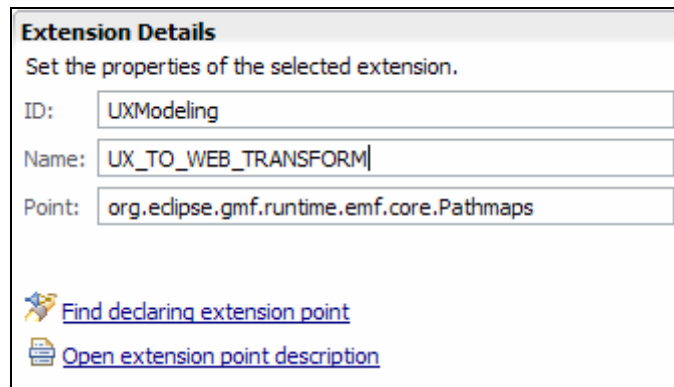 Extension Details
Set the properties of the selected extension.
ID: UXModeling
Name: UX_TO_WEB_TRANSFORM
Point: org.eclipse.gmf.runtime.emf.core.Pathmaps
Find declaring extension point
Open extension point description